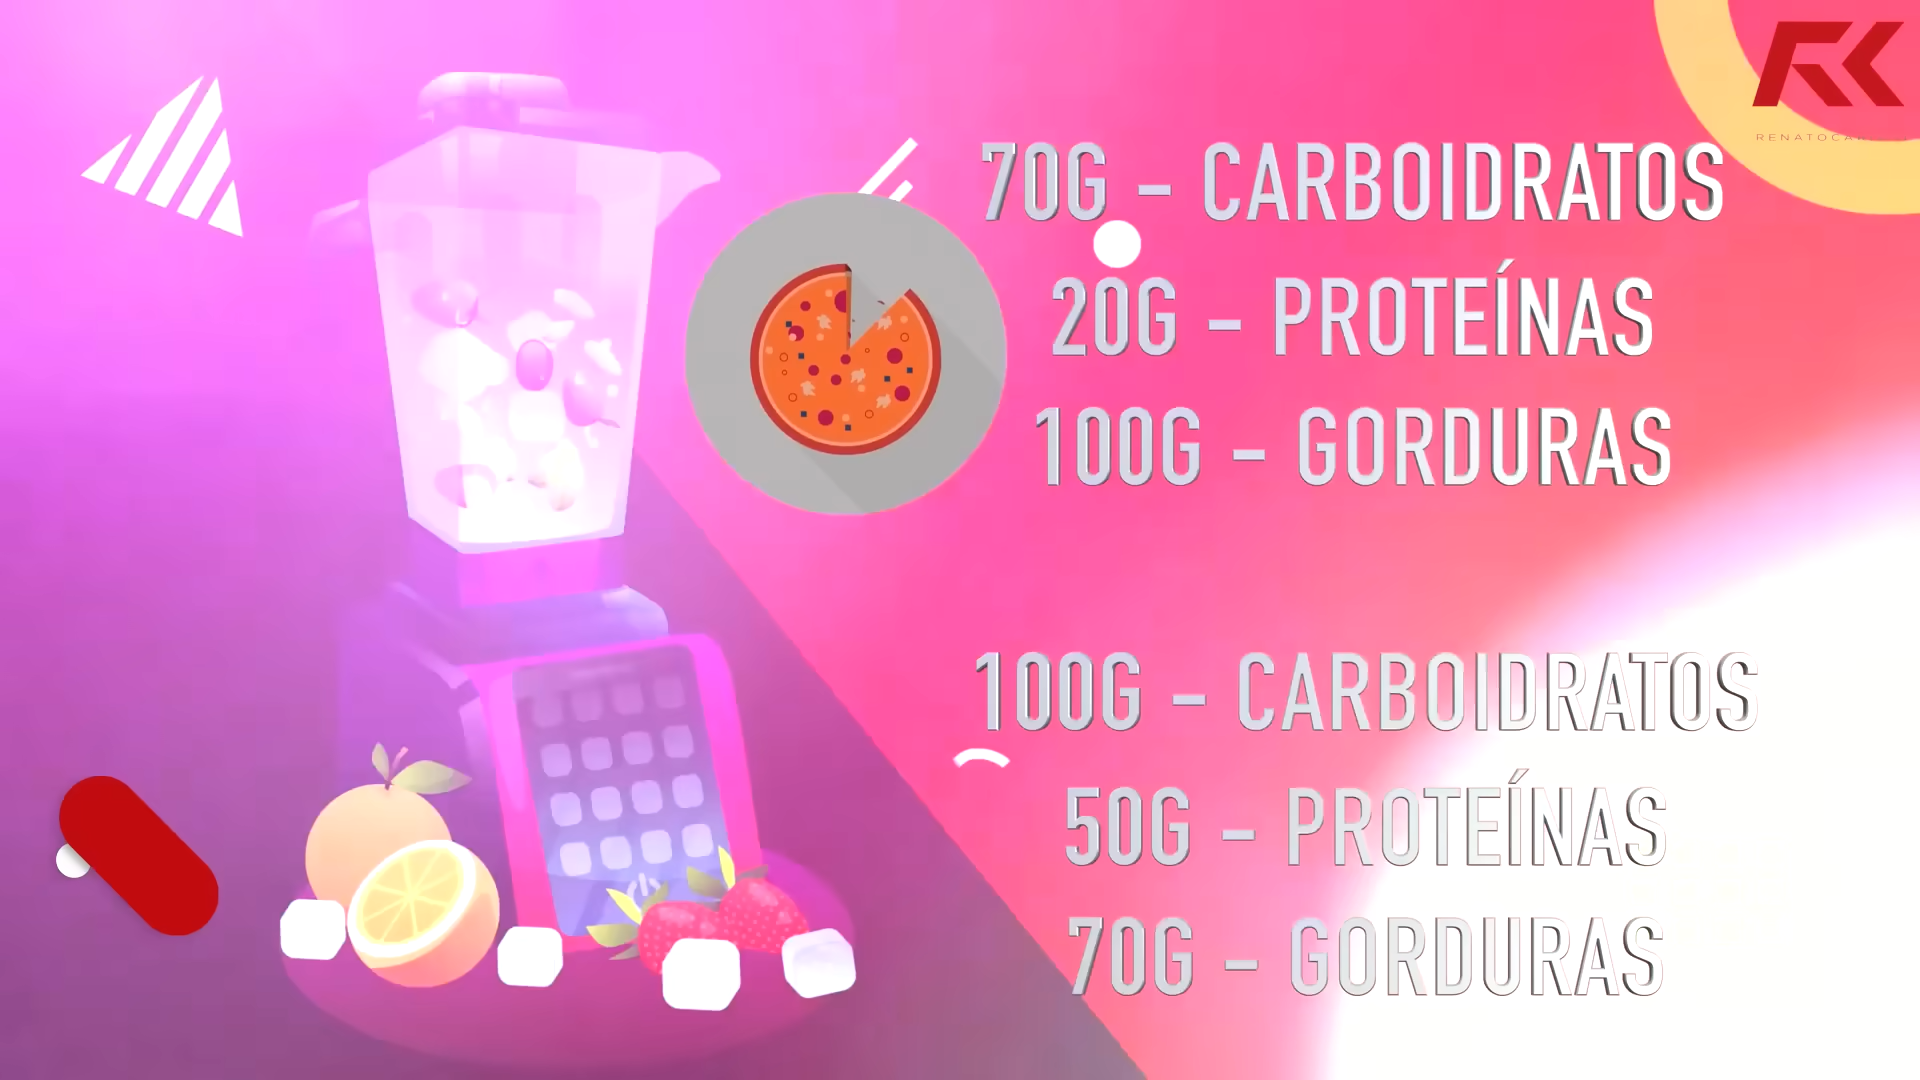 70G - CARBOIDRATOS
20G - PROTEÍNAS
100G - GORDURAS
100G - CARBOIDRATOS
50G - PROTEÍNAS
70G - GORDURAS